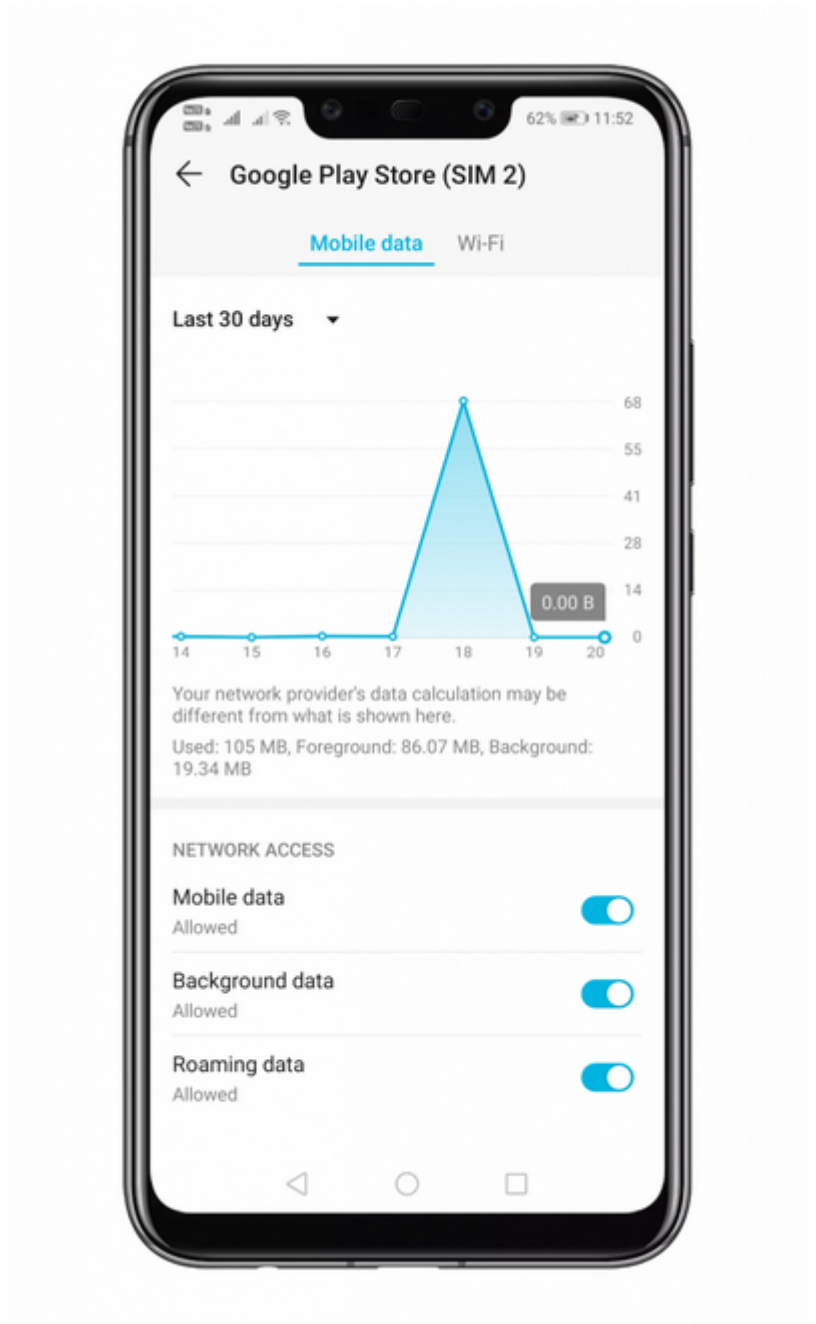 62% 11:52
Google Play Store (SIM 2)
Mobile data Wi-Fi
Last 30 days
68
55
41
28
14
0.00 B
0
14 15 16 17 18 19 20
Your network provider's data calculation may be
different from what is shown here.
Used: 105 MB, Foreground: 86.07 MB, Background:
19.34 MB
NETWORK ACCESS
Mobile data
Allowed
Background data
Allowed
Roaming data
Allowed